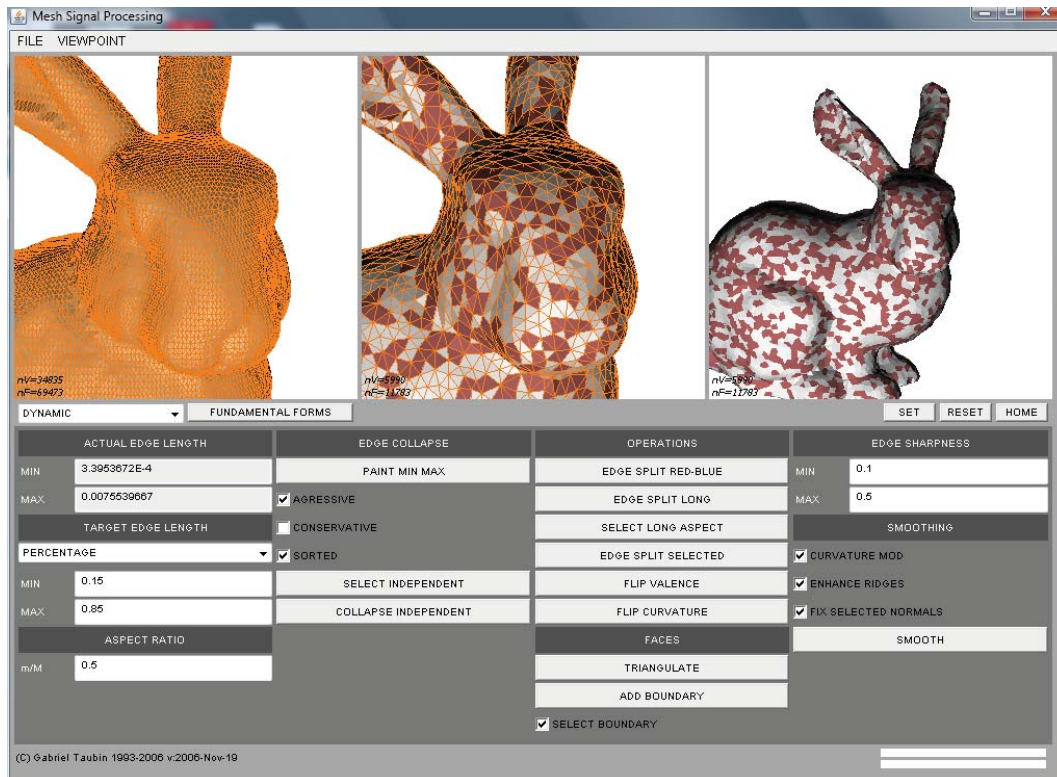 Mesh Signal Processing
FILE VIEWPOINT
nV=34835
nF=69473
nV=5990
nF=11783
nV=5990
nF=11783
DYNAMIC
FUNDAMENTAL FORMS
SET
RESET
HOME
ACTUAL EDGE LENGTH
MIN 3.3953672E-4
MAX 0.0075539667
TARGET EDGE LENGTH
PERCENTAGE
MIN 0.15
MAX 0.85
ASPECT RATIO
m/M 0.5
EDGE COLLAPSE
PAINT MIN MAX
AGRESSIVE
CONSERVATIVE
SORTED
SELECT INDEPENDENT
COLLAPSE INDEPENDENT
OPERATIONS
EDGE SPLIT RED-BLUE
EDGE SPLIT LONG
SELECT LONG ASPECT
EDGE SPLIT SELECTED
FLIP VALENCE
FLIP CURVATURE
FACES
TRIANGULATE
ADD BOUNDARY
SELECT BOUNDARY
EDGE SHARPNESS
MIN 0.1
MAX 0.5
SMOOTHING
CURVATURE MOD
ENHANCE RIDGES
FIX SELECTED NORMALS
SMOOTH
(C) Gabriel Taubin 1993-2006 v:2006-Nov-19